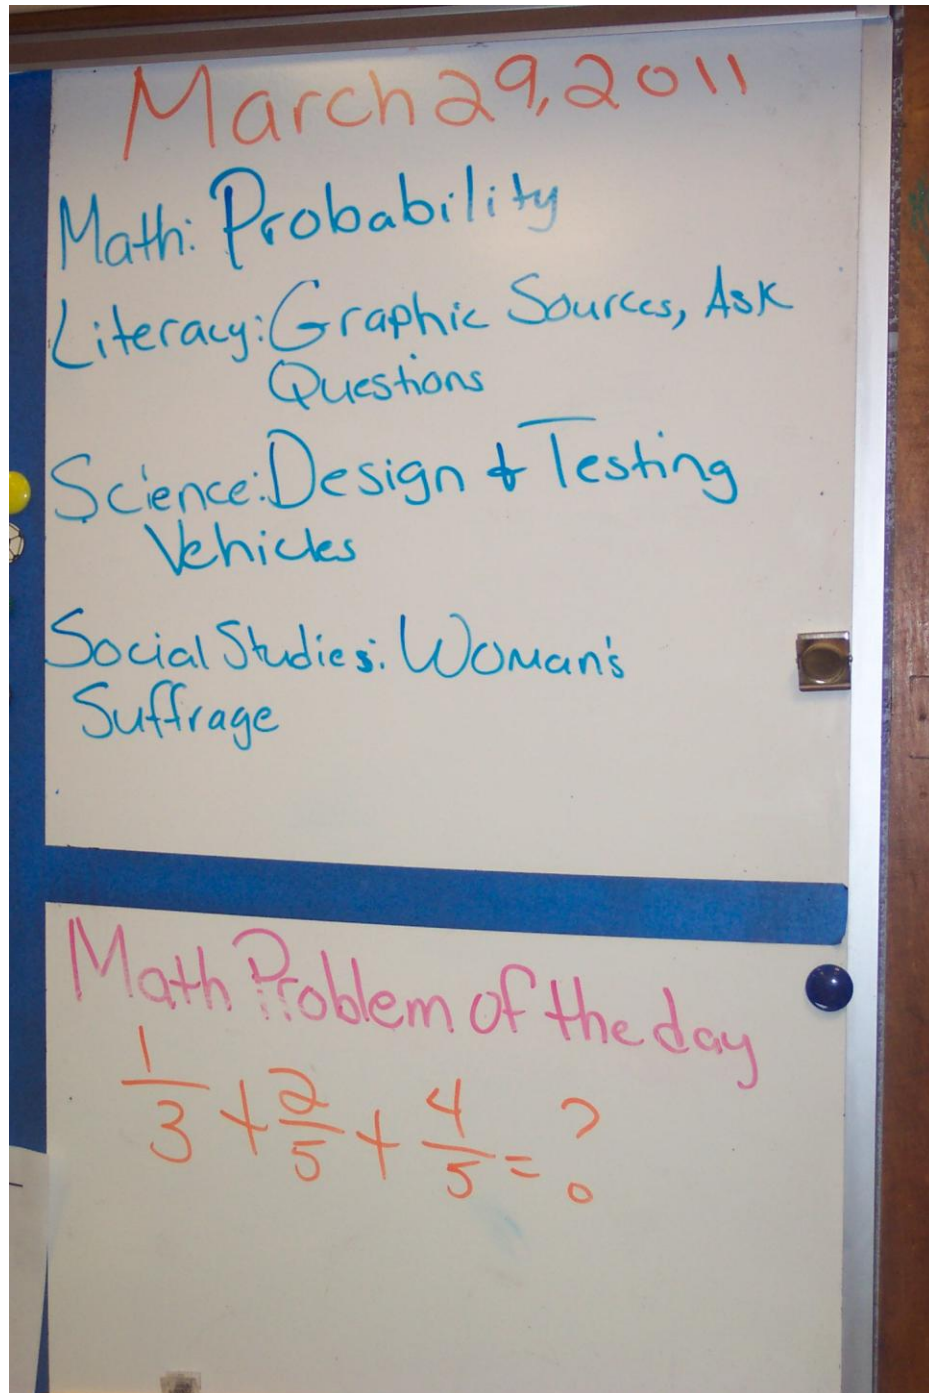 March 29, 2011
Math: Probability
Literacy: Graphic Sources, Ask
Questions
Science: Design & Testing
Vehicles
Social Studies: Woman's
Suffrage
Math Problem of the day
1/3 + 2/5 + 4/5 = ?